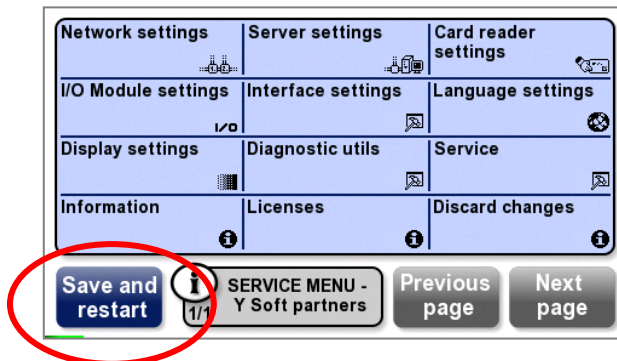 Network settings
Server settings
Card reader
settings
I/O Module settings
I/O
Interface settings
Language settings
Display settings
Diagnostic utils
Service
Information
Licenses
Discard changes
Save and
restart
1/1
SERVICE MENU -
Y Soft partners
Previous
page
Next
page